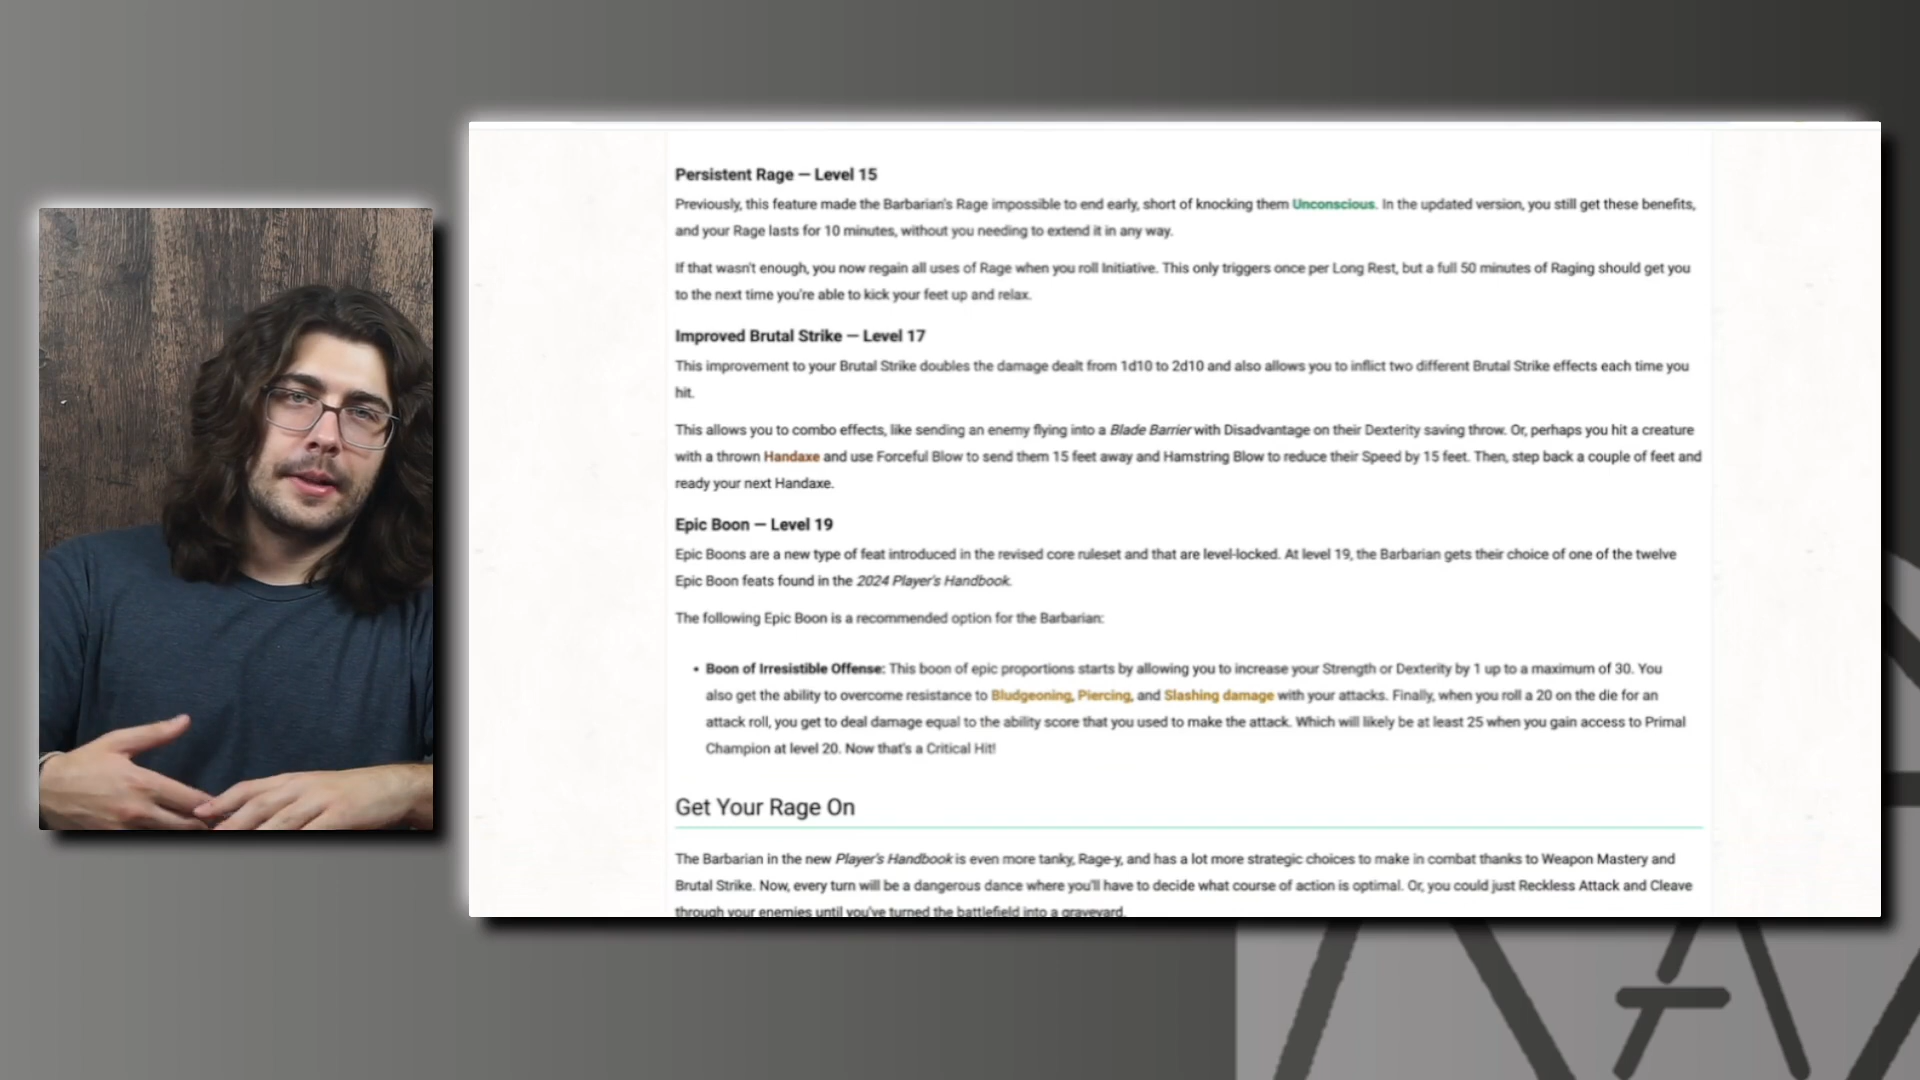 Persistent Rage — Level 15
Previously, this feature made the Barbarian's Rage impossible to end early, short of knocking them Unconscious. In the updated version, you still get these benefits,
and your Rage lasts for 10 minutes, without you needing to extend it in any way.
If that wasn't enough, you now regain all uses of Rage when you roll Initiative. This only triggers once per Long Rest, but a full 50 minutes of Raging should get you
to the next time you're able to kick your feet up and relax.
Improved Brutal Strike — Level 17
This improvement to your Brutal Strike doubles the damage dealt from 1d10 to 2d10 and also allows you to inflict two different Brutal Strike effects each time you
hit.
This allows you to combo effects, like sending an enemy flying into a Blade Barrier with Disadvantage on their Dexterity saving throw. Or, perhaps you hit a creature
with a thrown Handaxe and use Forceful Blow to send them 15 feet away and Hamstring Blow to reduce their Speed by 15 feet. Then, step back a couple of feet and
ready your next Handaxe.
Epic Boon — Level 19
Epic Boons are a new type of feat introduced in the revised core ruleset and that are level-locked. At level 19, the Barbarian gets their choice of one of the twelve
Epic Boon feats found in the 2024 Player's Handbook.
The following Epic Boon is a recommended option for the Barbarian:
• Boon of Irresistible Offense: This boon of epic proportions starts by allowing you to increase your Strength or Dexterity by 1 up to a maximum of 30. You
also get the ability to overcome resistance to Bludgeoning, Piercing, and Slashing damage with your attacks. Finally, when you roll a 20 on the die for an
attack roll, you get to deal damage equal to the ability score that you used to make the attack. Which will likely be at least 25 when you gain access to Primal
Champion at level 20. Now that's a Critical Hit!
Get Your Rage On
The Barbarian in the new Player's Handbook is even more tanky, Rage-y, and has a lot more strategic choices to make in combat thanks to Weapon Mastery and
Brutal Strike. Now, every turn will be a dangerous dance where you'll have to decide what course of action is optimal. Or, you could just Reckless Attack and Cleave
through your enemies until you've turned the battlefield into a graveyard.